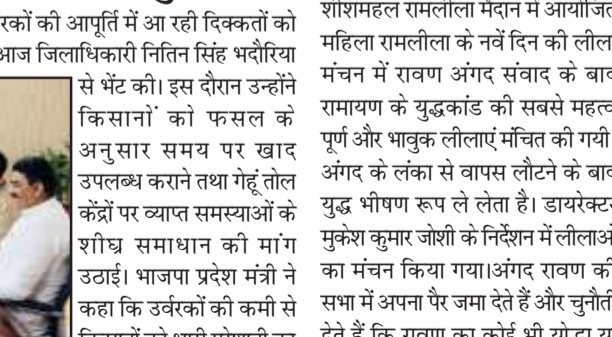 रकों की आपूर्ति में आ रही दिक्कतों को
आज जिलाधिकारी नितिन सिंह भदौरिया
से भेंट की। इस दौरान उन्होंने
किसानों को फसल के
अनुसार समय पर खाद
उपलब्ध कराने तथा गेहूं तोल
केंद्रों पर व्याप्त समस्याओं के
शीघ्र समाधान की मांग
उठाई। भाजपा प्रदेश मंत्री ने
कहा कि उर्वरकों की कमी से
शीशमहल रामलीला मैदान में आयोजित
महिला रामलीला के नवें दिन की लीला
मंचन में रावण अंगद संवाद के बाद
रामायण के युद्धकांड की सबसे महत्व
पूर्ण और भावुक लीलाएं मंचित की गयी
अंगद के लंका से वापस लौटने के बाद
युद्ध भीषण रूप ले लेता है। डायरेक्टर
मुकेश कुमार जोशी के निर्देशन में लीलाओं
का मंचन किया गया।अंगद रावण की
सभा में अपना पैर जमा देते हैं और चुनौती
देते हैं कि रावण का कोई भी योद्धा